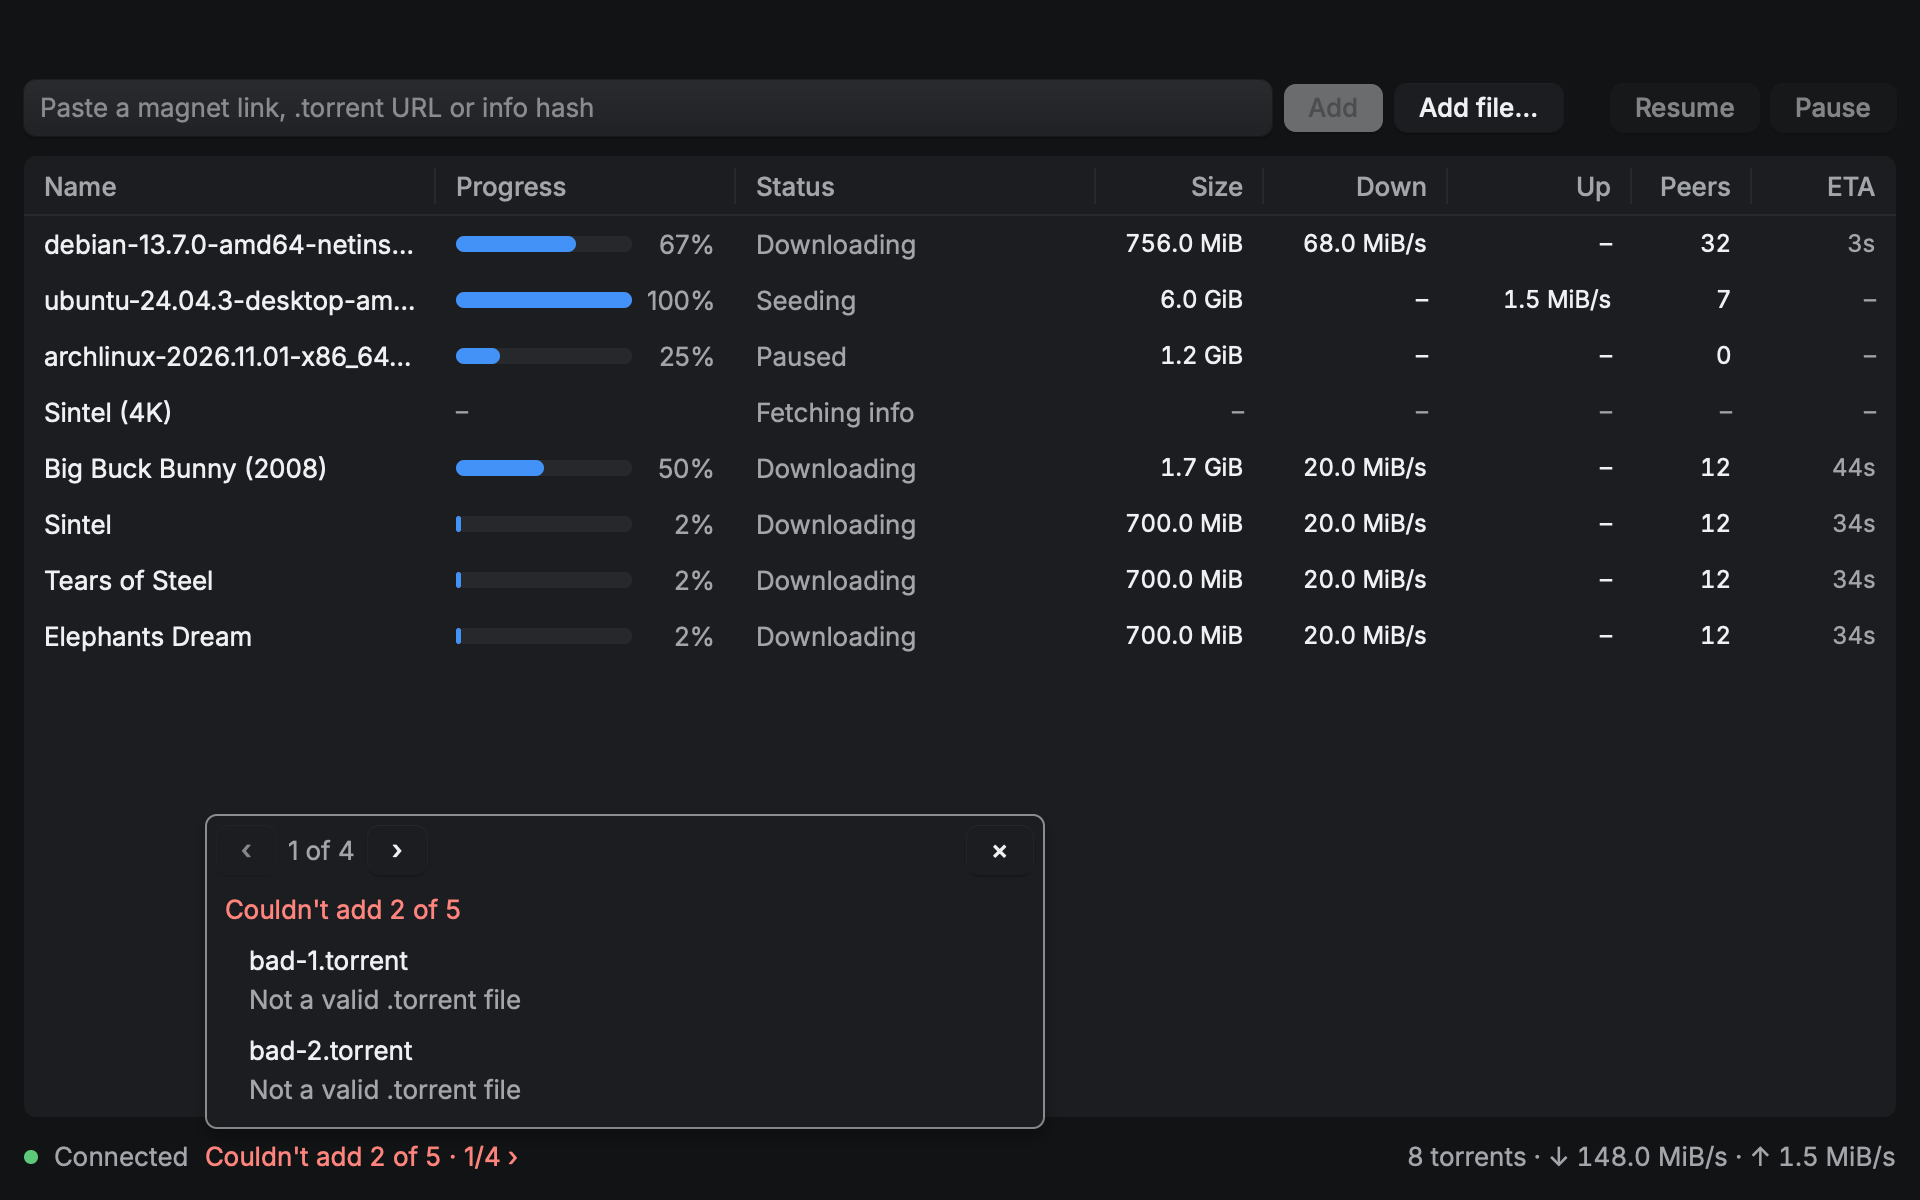 Paste a magnet link, .torrent URL or info hash Add Add file... Resume Pause
Name Progress Status Size Down Up Peers ETA
debian-13.7.0-amd64-netins... 67% Downloading 756.0 MiB 68.0 MiB/s – 32 3s
ubuntu-24.04.3-desktop-am... 100% Seeding 6.0 GiB – 1.5 MiB/s 7 –
archlinux-2026.11.01-x86_64... 25% Paused 1.2 GiB – – 0 –
Sintel (4K) – Fetching info – – – – –
Big Buck Bunny (2008) 50% Downloading 1.7 GiB 20.0 MiB/s – 12 44s
Sintel 2% Downloading 700.0 MiB 20.0 MiB/s – 12 34s
Tears of Steel 2% Downloading 700.0 MiB 20.0 MiB/s – 12 34s
Elephants Dream 2% Downloading 700.0 MiB 20.0 MiB/s – 12 34s
‹ 1 of 4 › ×
Couldn't add 2 of 5
bad-1.torrent
Not a valid .torrent file
bad-2.torrent
Not a valid .torrent file
Connected Couldn't add 2 of 5 · 1/4 › 8 torrents · ↓ 148.0 MiB/s · ↑ 1.5 MiB/s